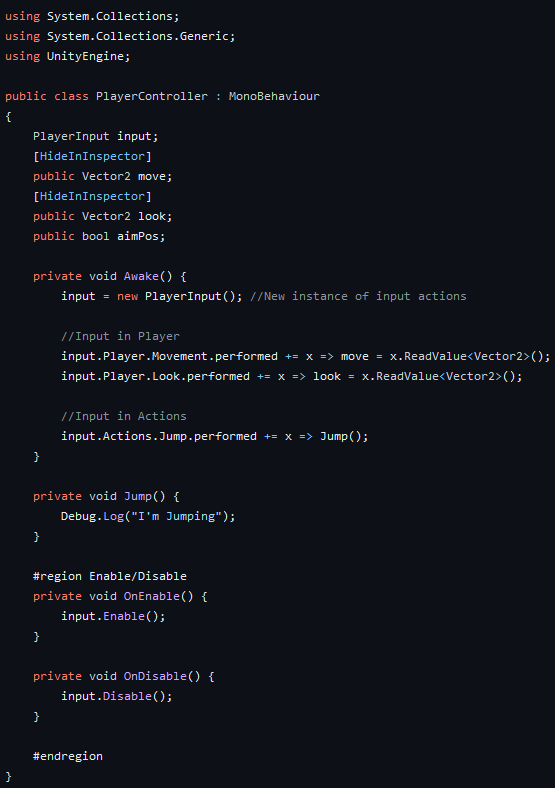 using System.Collections;
using System.Collections.Generic;
using UnityEngine;

public class PlayerController : MonoBehaviour
{
    PlayerInput input;
    [HideInInspector]
    public Vector2 move;
    [HideInInspector]
    public Vector2 look;
    public bool aimPos;

    private void Awake() {
        input = new PlayerInput(); //New instance of input actions

        //Input in Player
        input.Player.Movement.performed += x => move = x.ReadValue<Vector2>();
        input.Player.Look.performed += x => look = x.ReadValue<Vector2>();

        //Input in Actions
        input.Actions.Jump.performed += x => Jump();
    }

    private void Jump() {
        Debug.Log("I'm Jumping");
    }

    #region Enable/Disable
    private void OnEnable() {
        input.Enable();
    }

    private void OnDisable() {
        input.Disable();
    }

    #endregion
}